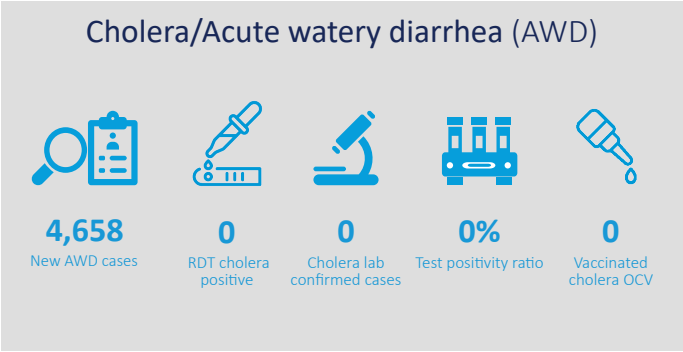 Cholera/Acute watery diarrhea (AWD)
4,658
New AWD cases
0
RDT cholera
positive
0
Cholera lab
confirmed cases
0%
Test positivity ratio
0
Vaccinated
cholera OCV